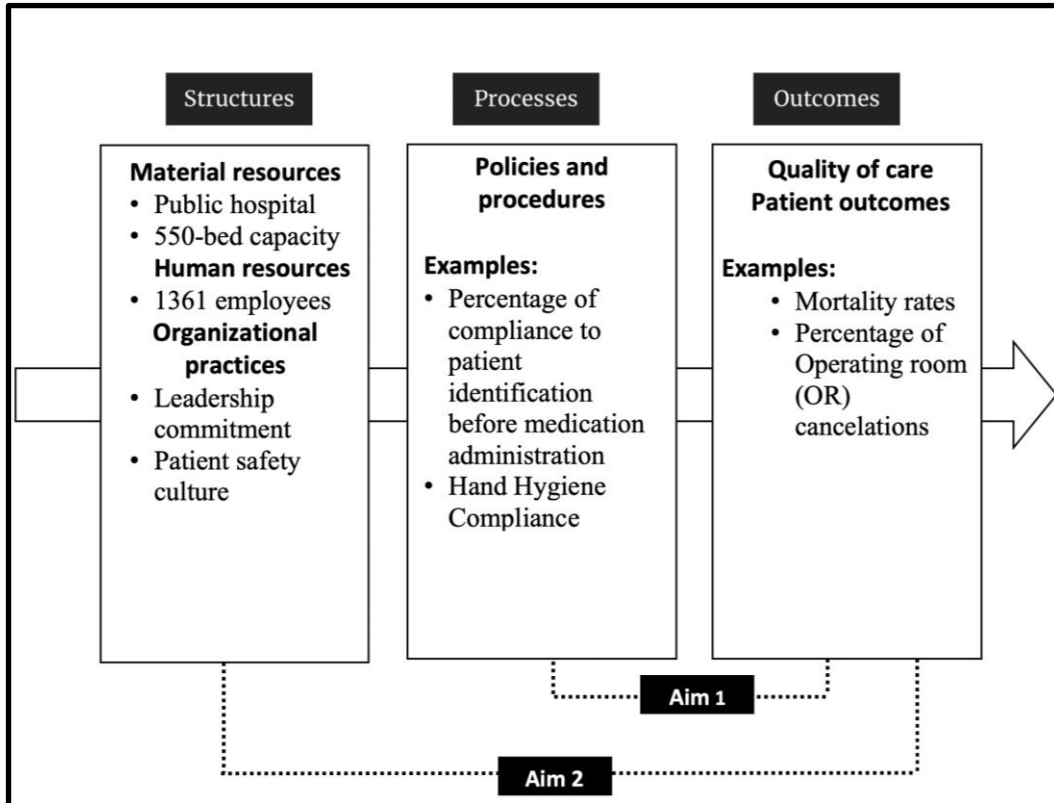 Structures
Processes
Outcomes
Material resources
• Public hospital
• 550-bed capacity
Human resources
• 1361 employees
Organizational
practices
• Leadership
commitment
• Patient safety
culture
Policies and
procedures
Examples:
• Percentage of
compliance to
patient
identification
before medication
administration
• Hand Hygiene
Compliance
Quality of care
Patient outcomes
Examples:
• Mortality rates
• Percentage of
Operating room
(OR)
cancelations
Aim 1
Aim 2